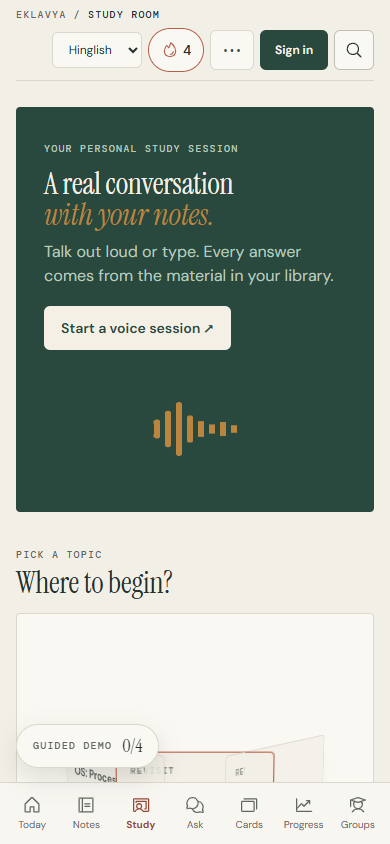 EKLAVYA / STUDY ROOM
Hinglish
4
Sign in
YOUR PERSONAL STUDY SESSION
A real conversation
with your notes.
Talk out loud or type. Every answer
comes from the material in your library.
Start a voice session ↗
PICK A TOPIC
Where to begin?
GUIDED DEMO 0/4
OS: Proces
Today
Notes
Study
Ask
Cards
Progress
Groups